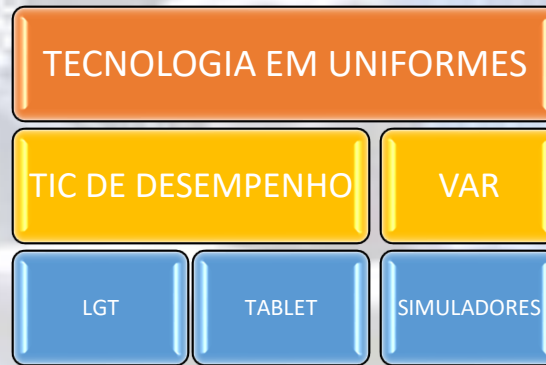 TECNOLOGIA EM UNIFORMES
TIC DE DESEMPENHO
VAR
LGT
TABLET
SIMULADORES